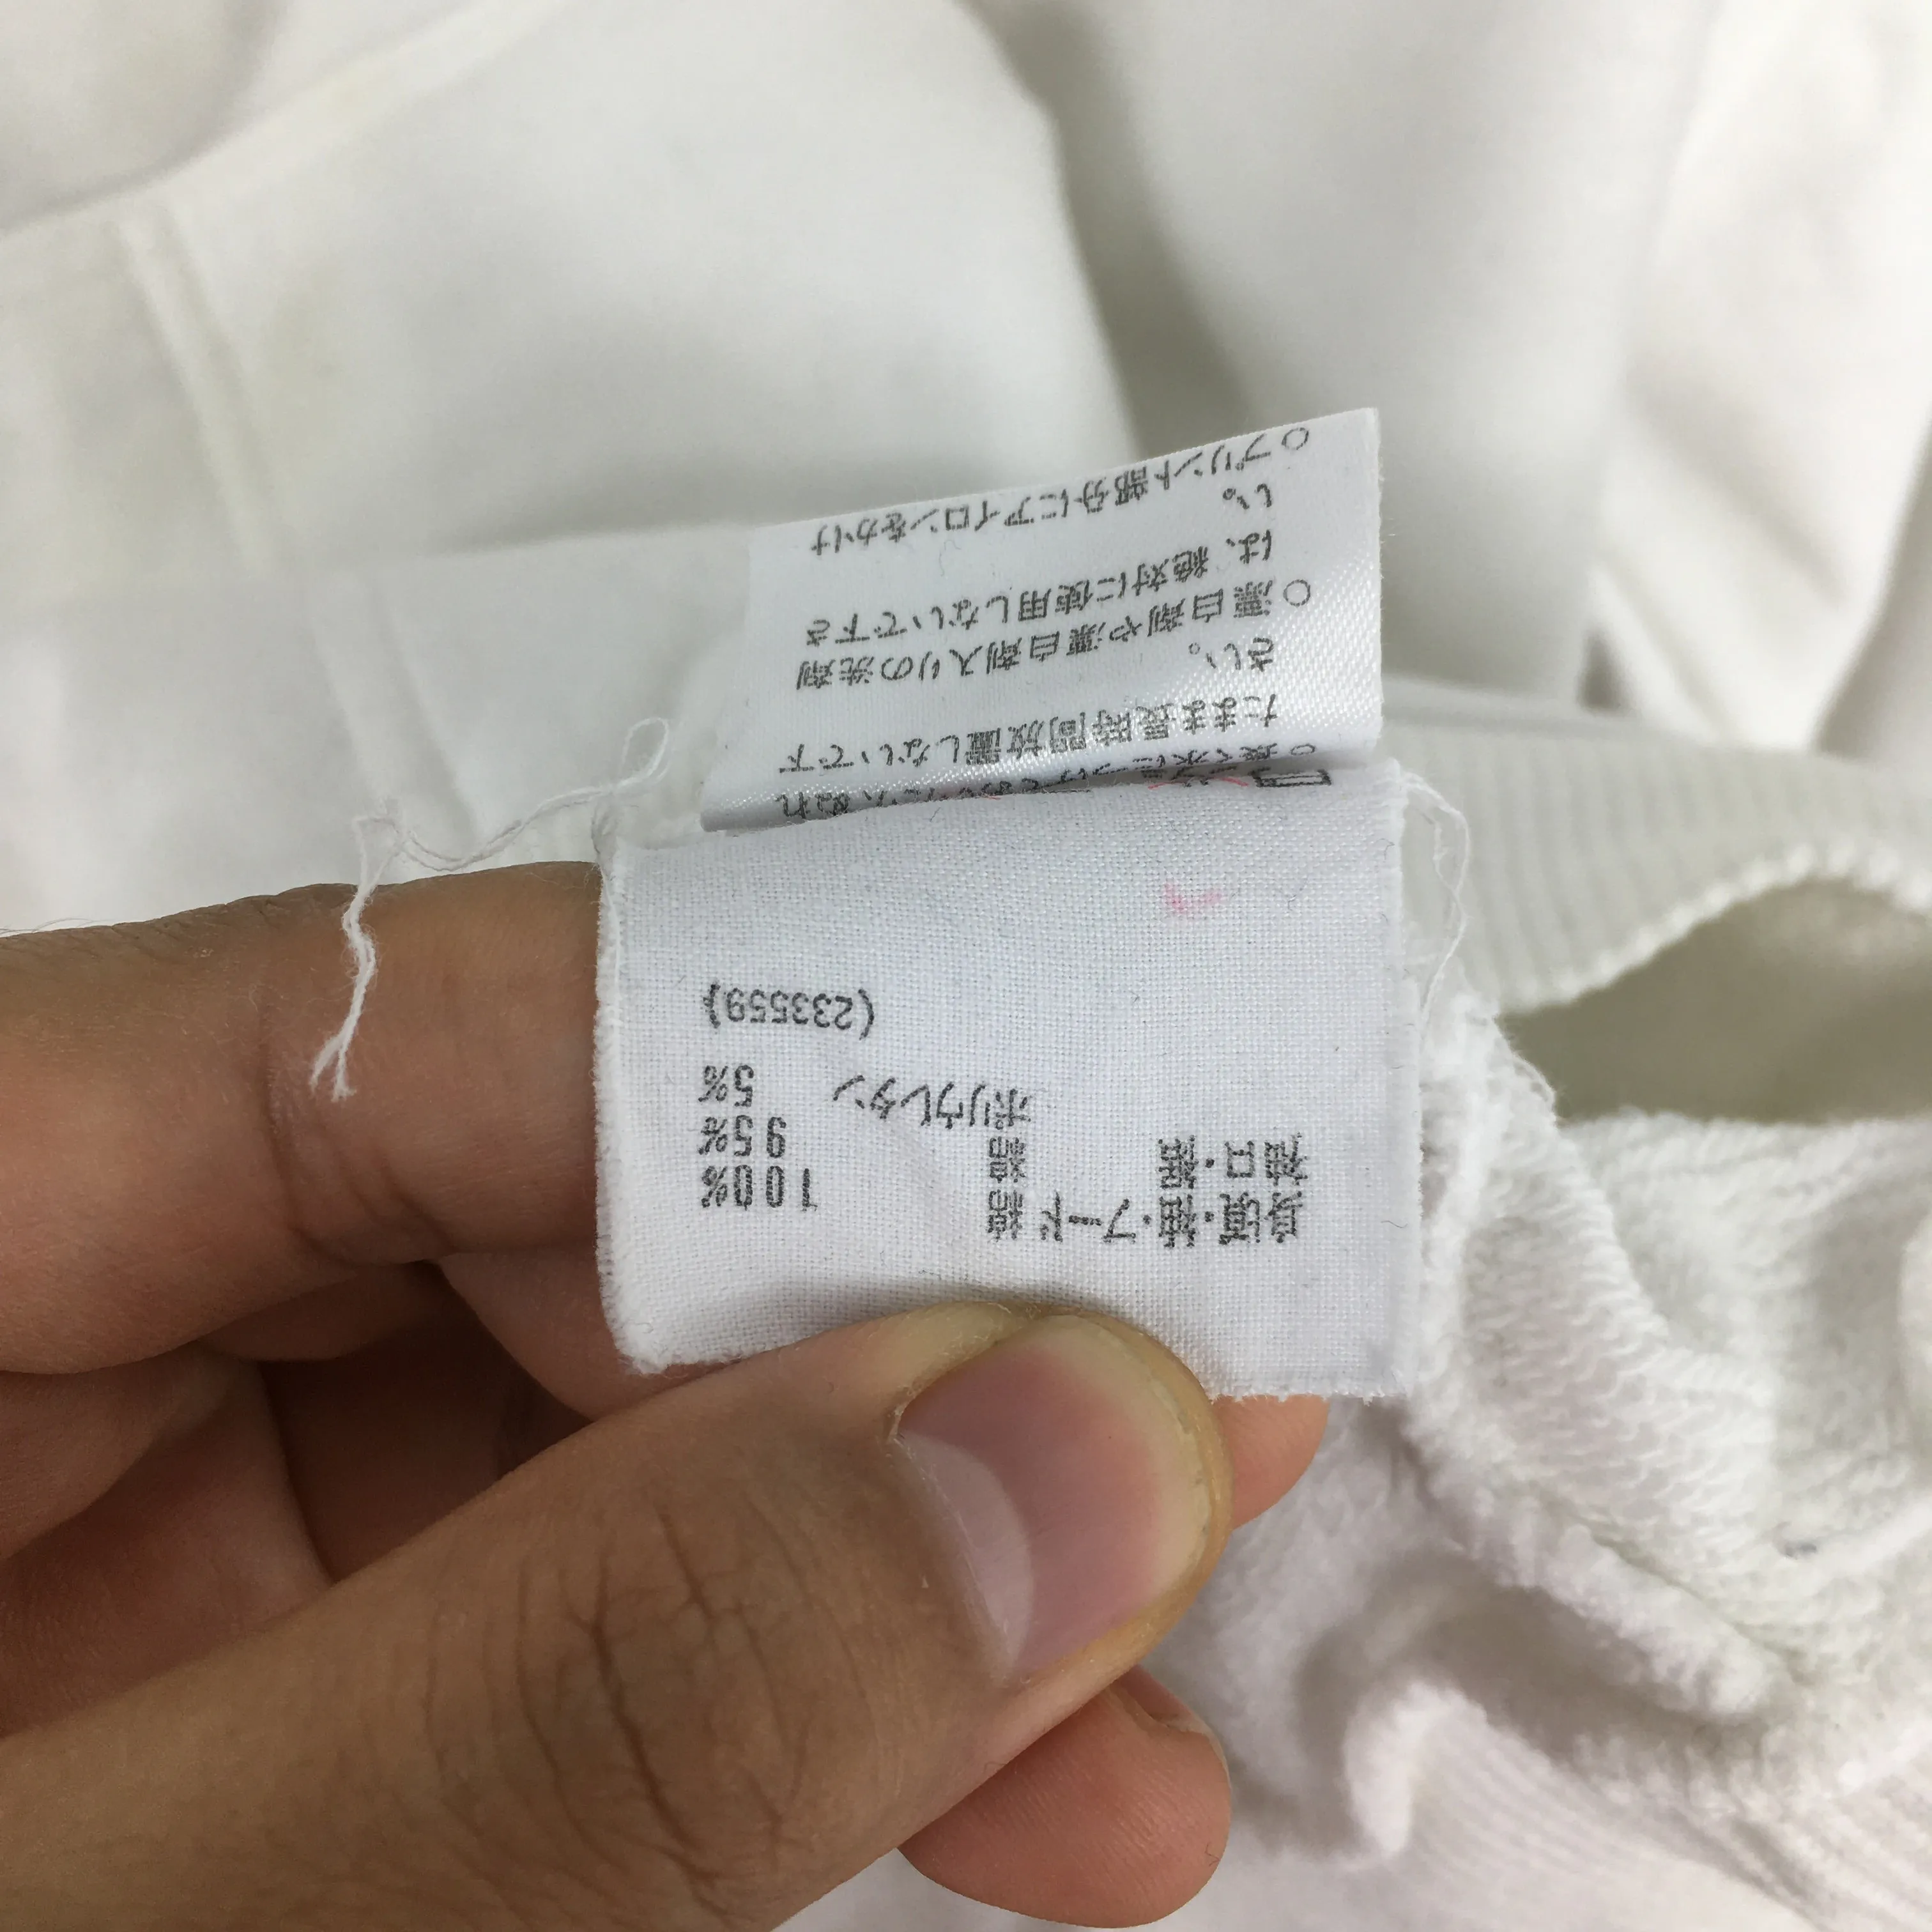 身頃・袖・フード 綿 100%
袖口・裾 綿 95%
ポリウレタン 5%
(233559)
たまま長時間放置しないで下
さい。
○漂白剤や漂白剤入りの洗剤
は、絶対に使用しないで下さ
い。
○プリント部分にアイロンをかけ